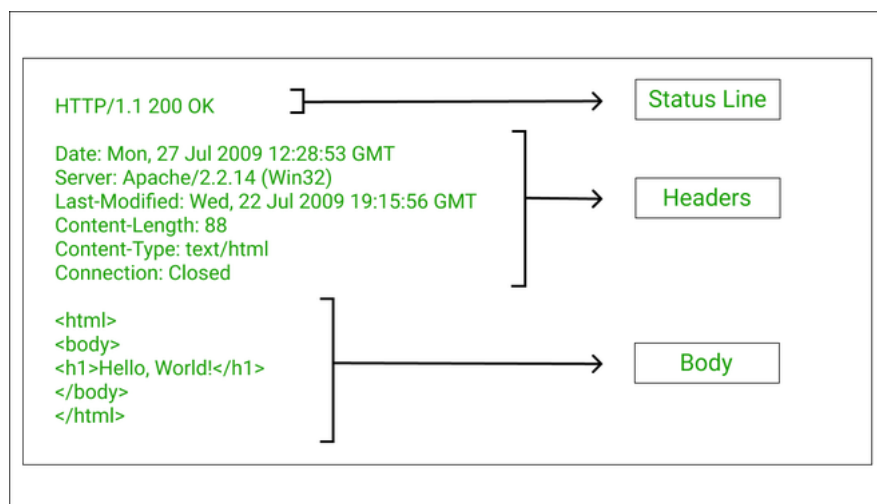 HTTP/1.1 200 OK
Status Line
Date: Mon, 27 Jul 2009 12:28:53 GMT
Server: Apache/2.2.14 (Win32)
Last-Modified: Wed, 22 Jul 2009 19:15:56 GMT
Content-Length: 88
Content-Type: text/html
Connection: Closed
Headers
<html>
<body>
<h1>Hello, World!</h1>
</body>
</html>
Body